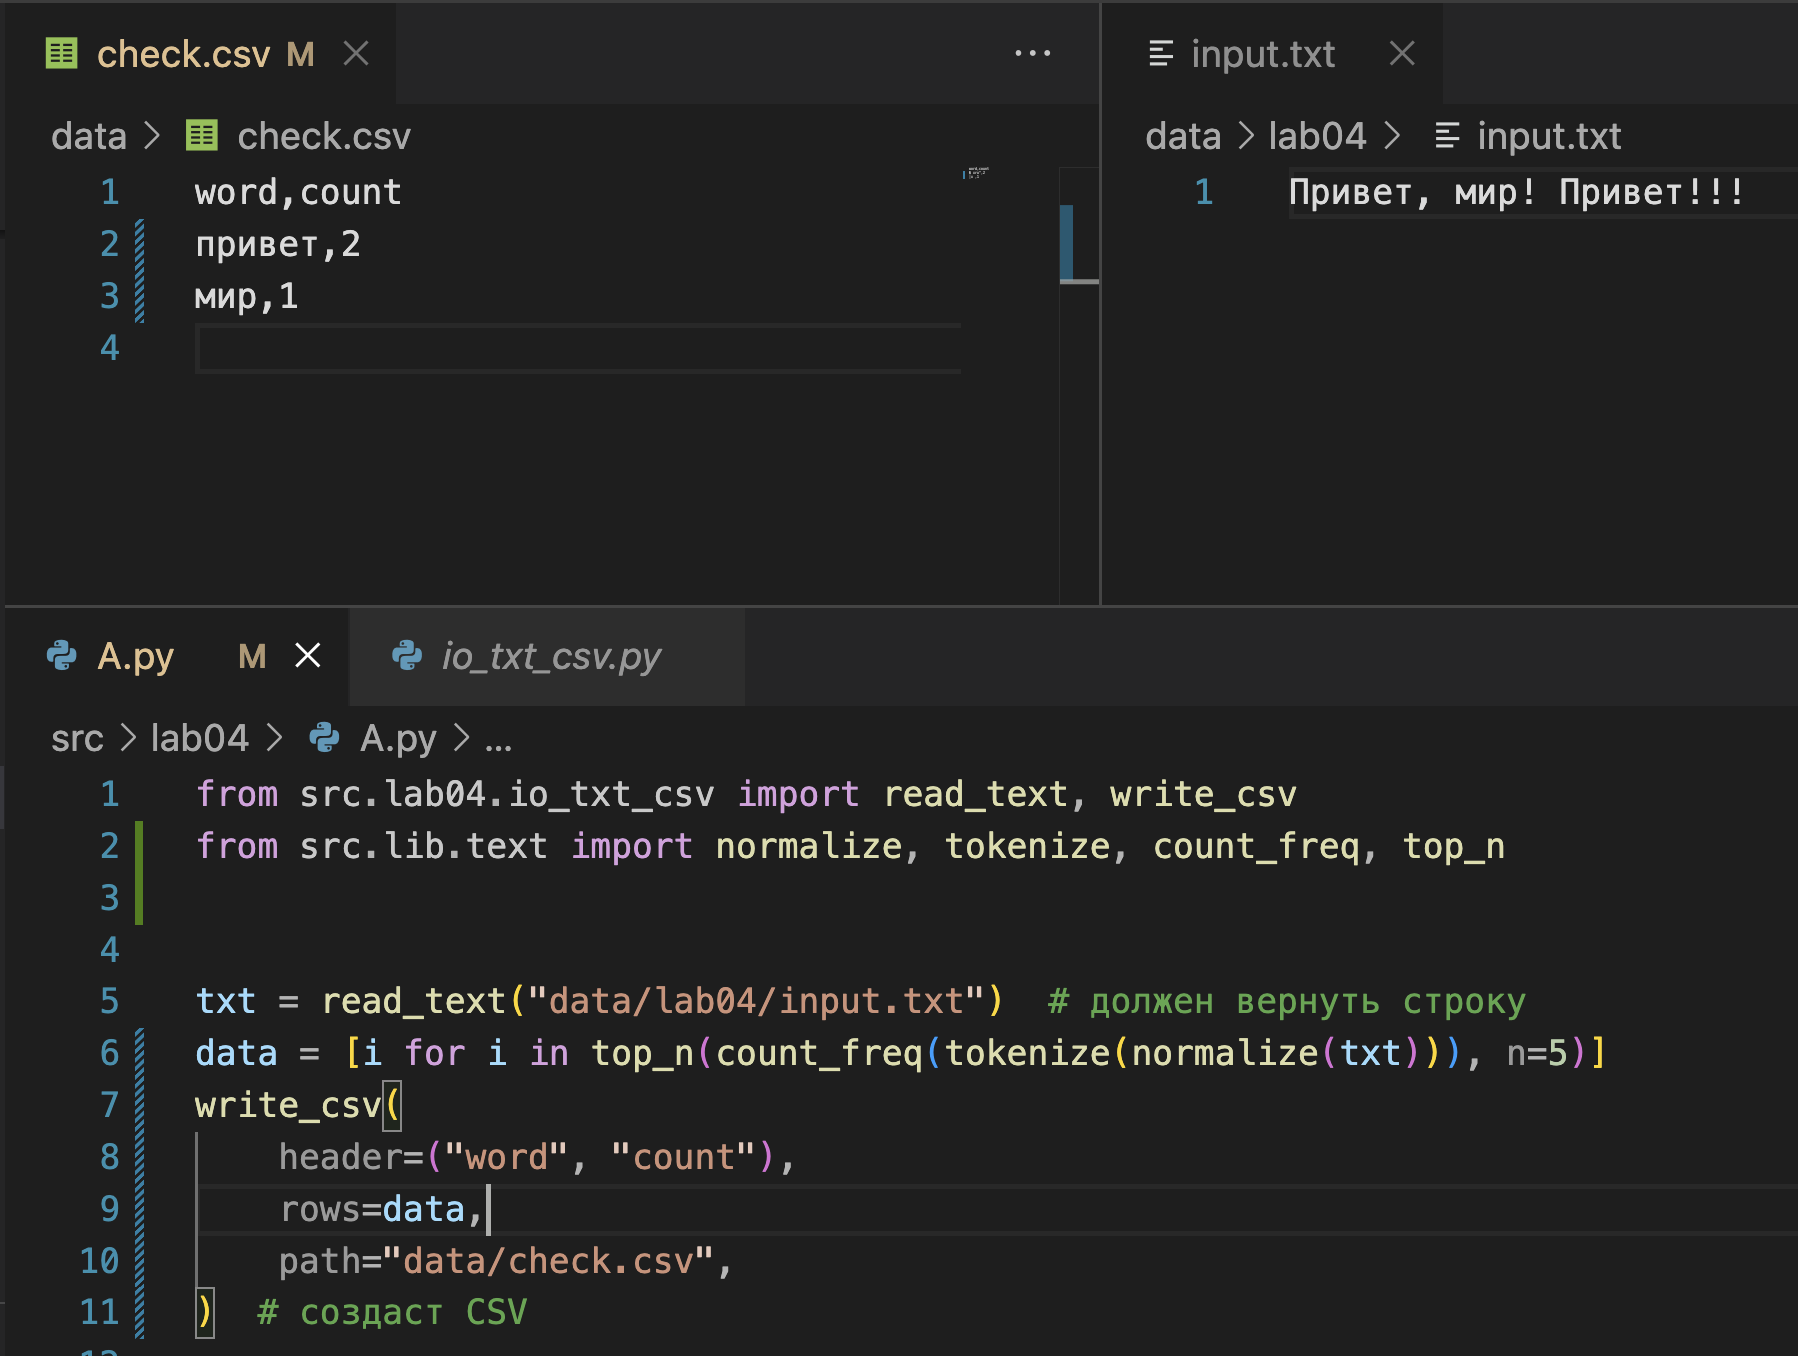 check.csv M
data > check.csv
1 word,count
2 привет,2
3 мир,1
4
input.txt
data > lab04 > input.txt
1 Привет, мир! Привет!!!
A.py M
io_txt_csv.py
src > lab04 > A.py > ...
1 from src.lab04.io_txt_csv import read_text, write_csv
2 from src.lib.text import normalize, tokenize, count_freq, top_n
3
4
5 txt = read_text("data/lab04/input.txt")  # должен вернуть строку
6 data = [i for i in top_n(count_freq(tokenize(normalize(txt))), n=5)]
7 write_csv(
8     header=("word", "count"),
9     rows=data,
10     path="data/check.csv",
11 )  # создаст CSV